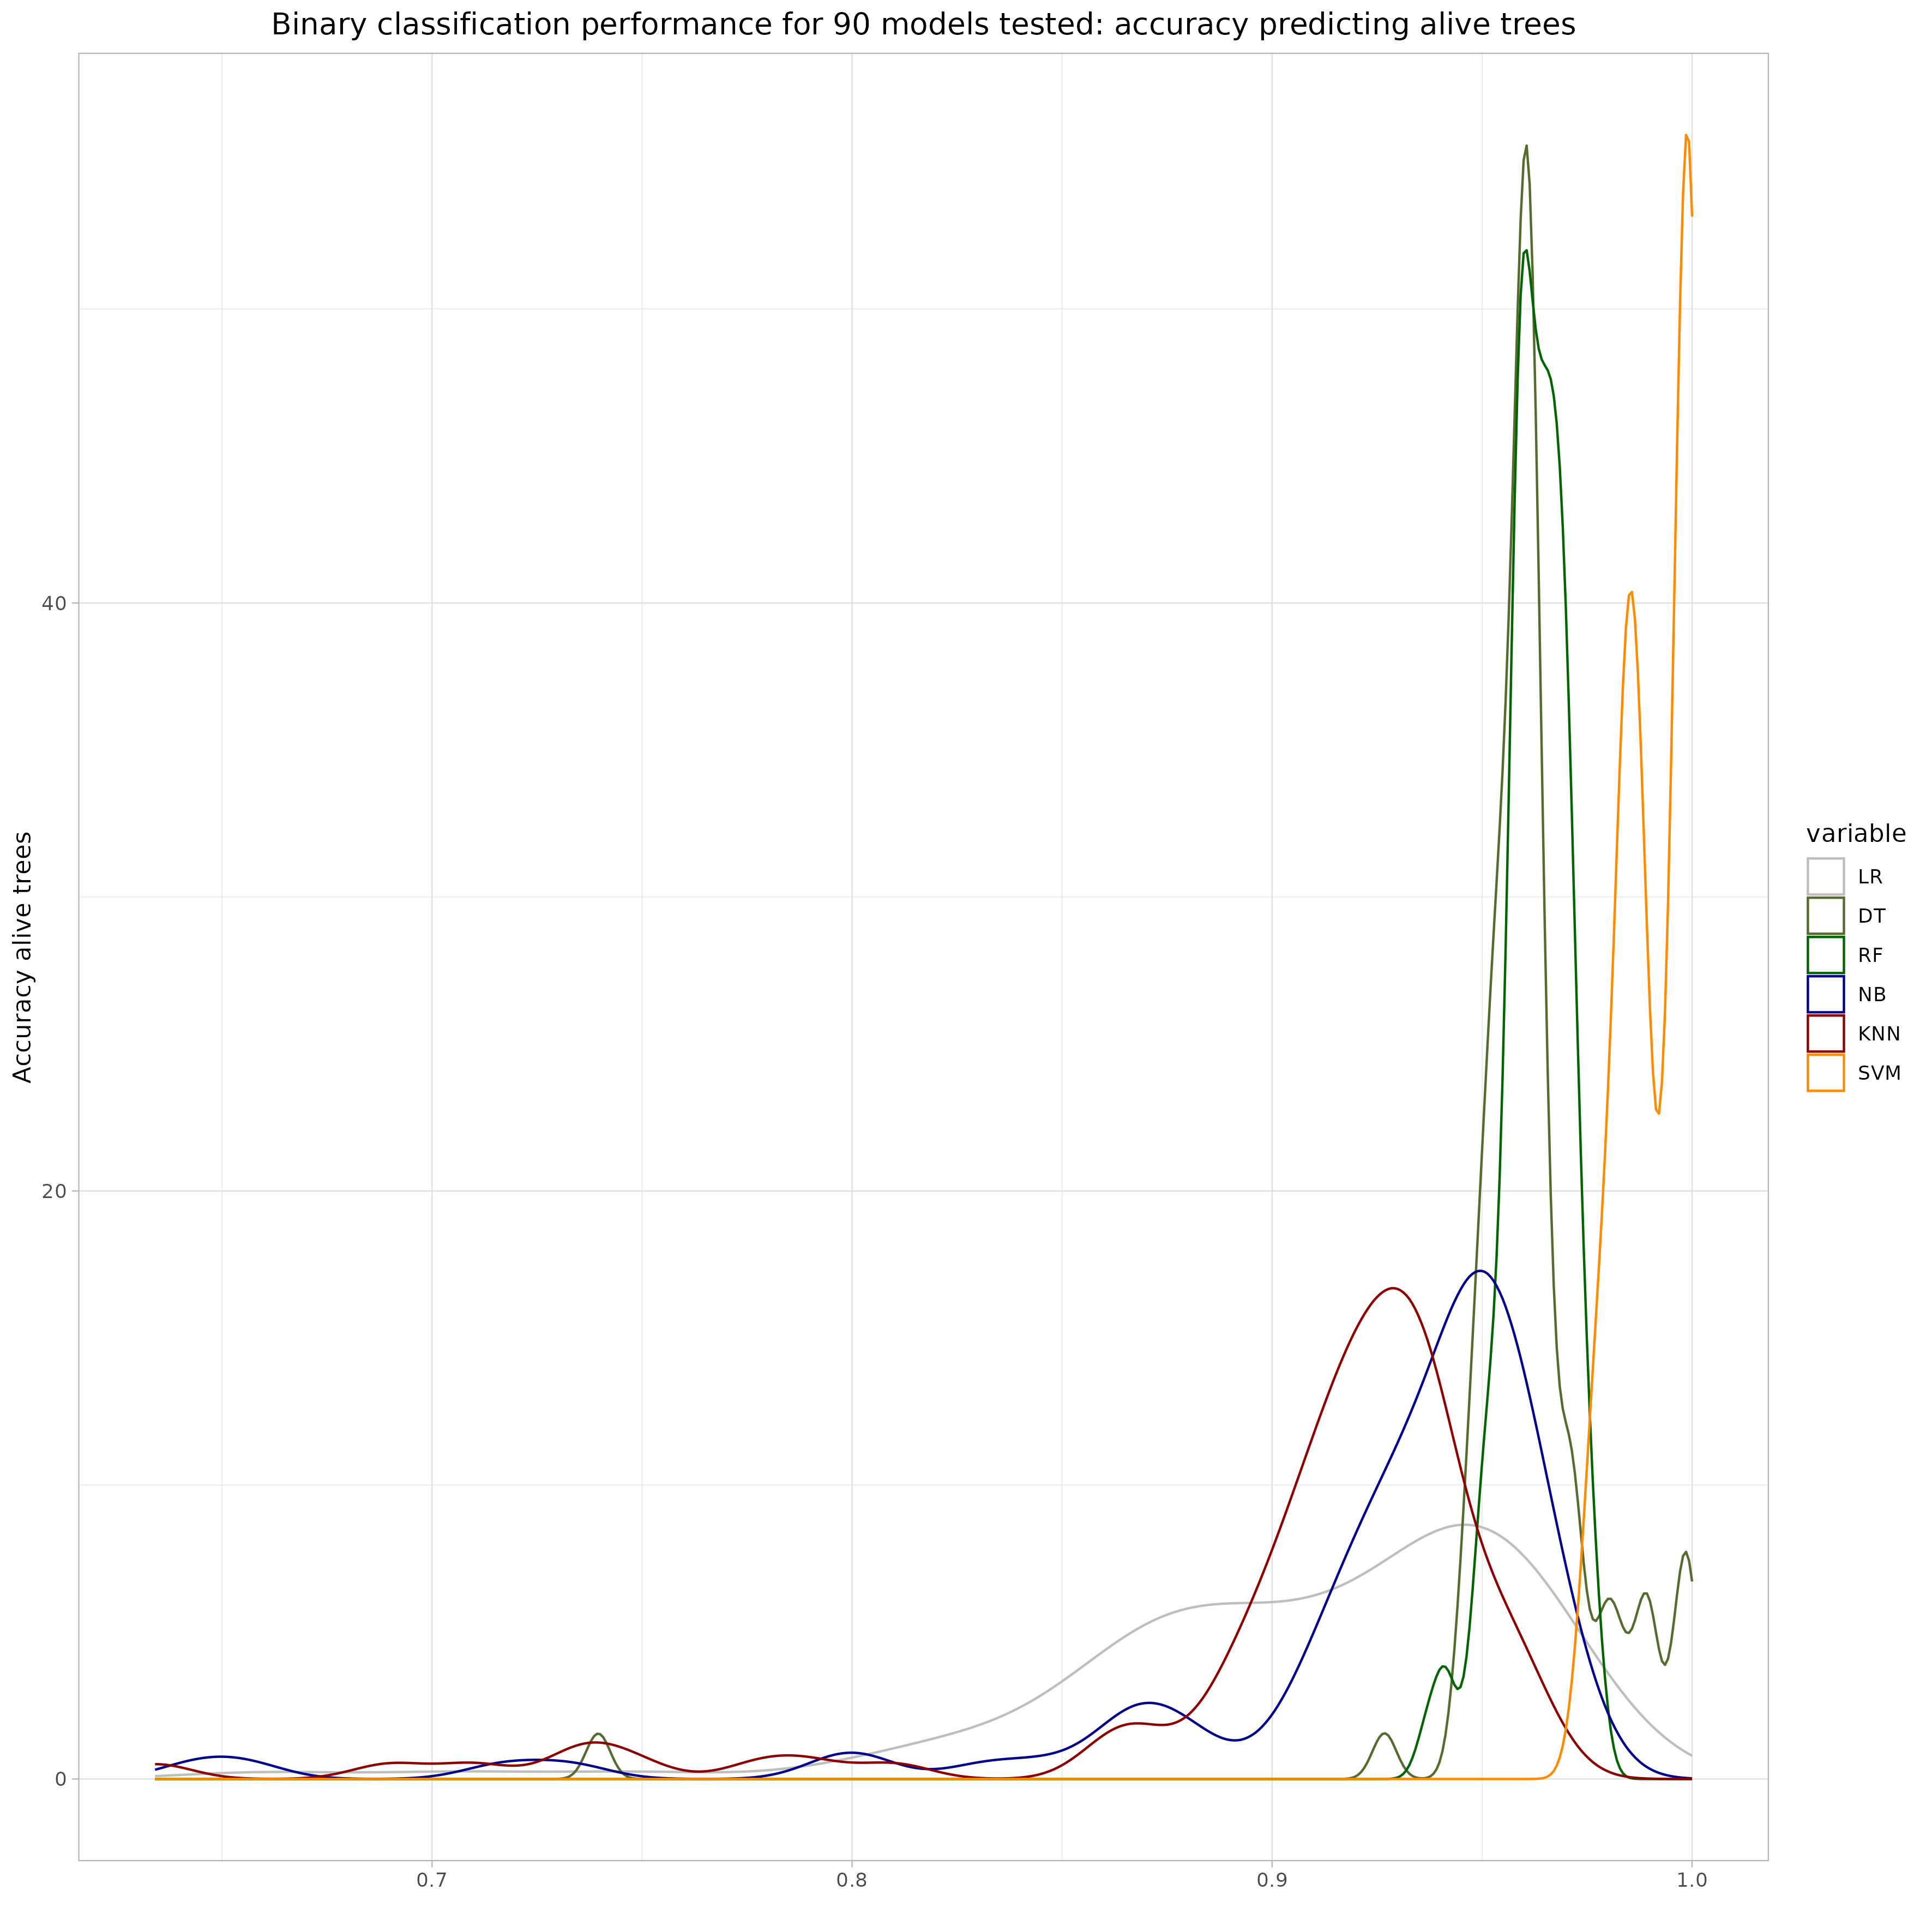 Binary classification performance for 90 models tested: accuracy predicting alive trees
Accuracy alive trees
40
20
0
0.7
0.8
0.9
1.0
variable
LR
DT
RF
NB
KNN
SVM